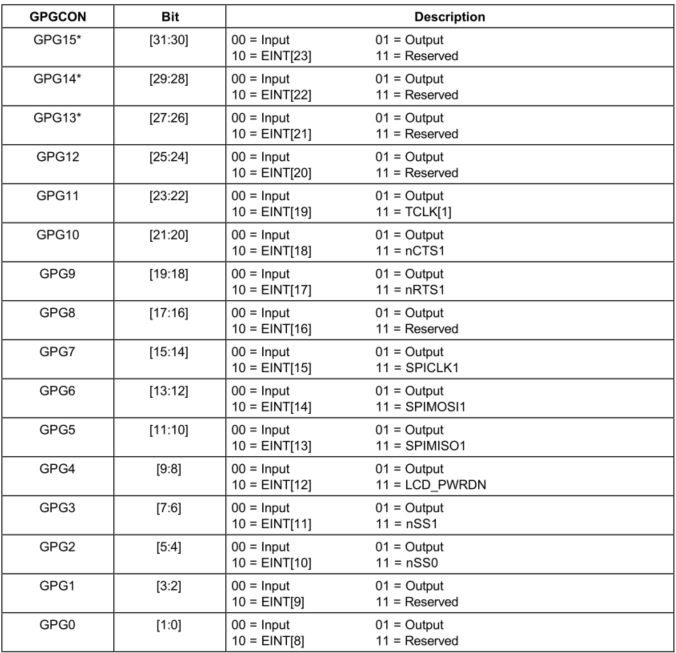 GPGCON Bit Description
GPG15* [31:30] 00 = Input 01 = Output
10 = EINT[23] 11 = Reserved
GPG14* [29:28] 00 = Input 01 = Output
10 = EINT[22] 11 = Reserved
GPG13* [27:26] 00 = Input 01 = Output
10 = EINT[21] 11 = Reserved
GPG12 [25:24] 00 = Input 01 = Output
10 = EINT[20] 11 = Reserved
GPG11 [23:22] 00 = Input 01 = Output
10 = EINT[19] 11 = TCLK[1]
GPG10 [21:20] 00 = Input 01 = Output
10 = EINT[18] 11 = nCTS1
GPG9 [19:18] 00 = Input 01 = Output
10 = EINT[17] 11 = nRTS1
GPG8 [17:16] 00 = Input 01 = Output
10 = EINT[16] 11 = Reserved
GPG7 [15:14] 00 = Input 01 = Output
10 = EINT[15] 11 = SPICLK1
GPG6 [13:12] 00 = Input 01 = Output
10 = EINT[14] 11 = SPIMOSI1
GPG5 [11:10] 00 = Input 01 = Output
10 = EINT[13] 11 = SPIMISO1
GPG4 [9:8] 00 = Input 01 = Output
10 = EINT[12] 11 = LCD_PWRDN
GPG3 [7:6] 00 = Input 01 = Output
10 = EINT[11] 11 = nSS1
GPG2 [5:4] 00 = Input 01 = Output
10 = EINT[10] 11 = nSS0
GPG1 [3:2] 00 = Input 01 = Output
10 = EINT[9] 11 = Reserved
GPG0 [1:0] 00 = Input 01 = Output
10 = EINT[8] 11 = Reserved